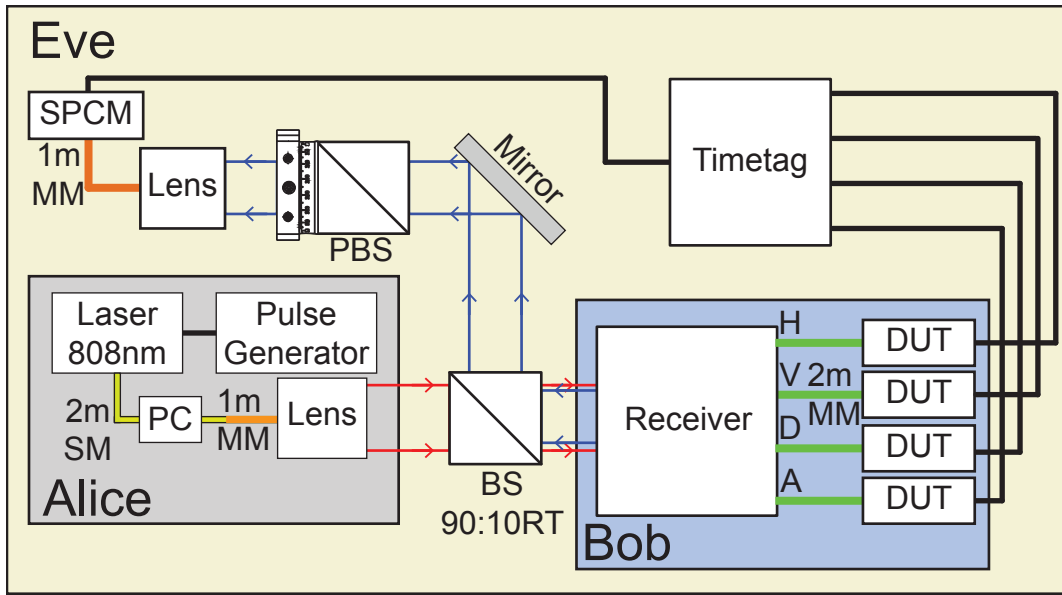 Eve
SPCM
1m
MM
Lens
PBS
Mirror
Timetag
Laser
808nm
Pulse
Generator
2m
SM
PC
1m
MM
Lens
Alice
BS
90:10RT
Receiver
H
V 2m
MM
D
A
DUT
DUT
DUT
DUT
Bob